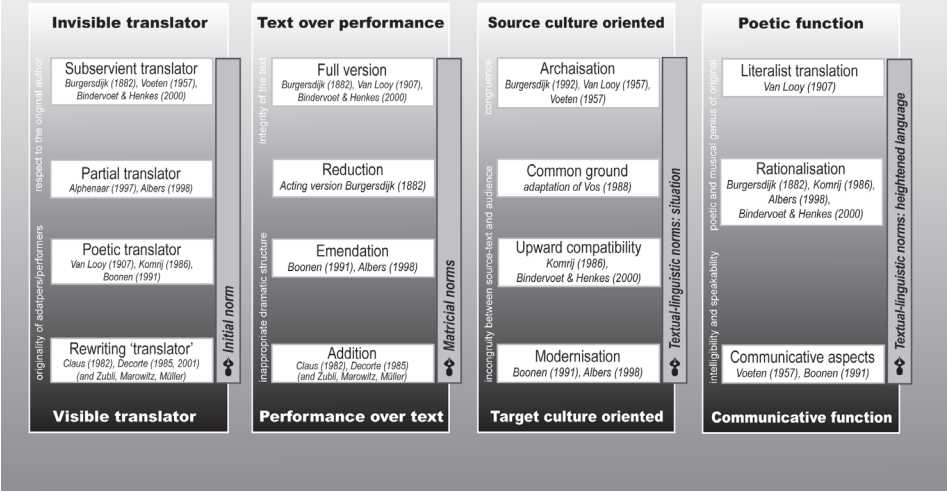 Invisible translator
respect to the original author
originality of adatpers/performers
Subservient translator
Burgersdijk (1882), Voeten (1957),
Bindervoet & Henkes (2000)
Partial translator
Alphenaar (1997), Albers (1998)
Poetic translator
Van Looy (1907), Komrij (1986),
Boonen (1991)
Rewriting ‘translator’
Claus (1982), Decorte (1985, 2001)
(and Zubli, Marowitz, Müller)
Initial norm
Visible translator
Text over performance
integrity of the text
inappropriate dramatic structure
Full version
Burgersdijk (1882), Van Looy (1907),
Bindervoet & Henkes (2000)
Reduction
Acting version Burgersdijk (1882)
Emendation
Boonen (1991), Albers (1998)
Addition
Claus (1982), Decorte (1985)
(and Zubli, Marowitz, Müller)
Matricial norms
Performance over text
Source culture oriented
congruence
incongruity between source-text and audience
Archaisation
Burgersdijk (1992), Van Looy (1957),
Voeten (1957)
Common ground
adaptation of Vos (1988)
Upward compatibility
Komrij (1986),
Bindervoet & Henkes (2000)
Modernisation
Boonen (1991), Albers (1998)
Textual-linguistic norms: situation
Target culture oriented
Poetic function
poetic and musical genius of original
intelligibility and speakability
Literalist translation
Van Looy (1907)
Rationalisation
Burgersdijk (1882), Komrij (1986),
Albers (1998),
Bindervoet & Henkes (2000)
Communicative aspects
Voeten (1957), Boonen (1991)
Textual-linguistic norms: heightened language
Communicative function